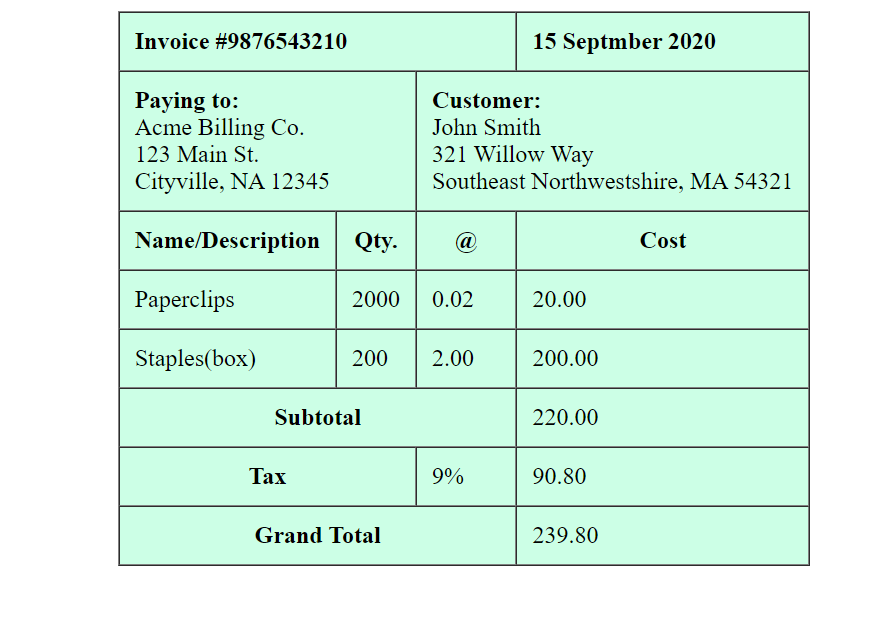 Invoice #9876543210 15 Septmber 2020
Paying to:
Acme Billing Co.
123 Main St.
Cityville, NA 12345
Customer:
John Smith
321 Willow Way
Southeast Northwestshire, MA 54321
Name/Description Qty. @ Cost
Paperclips 2000 0.02 20.00
Staples(box) 200 2.00 200.00
Subtotal 220.00
Tax 9% 90.80
Grand Total 239.80